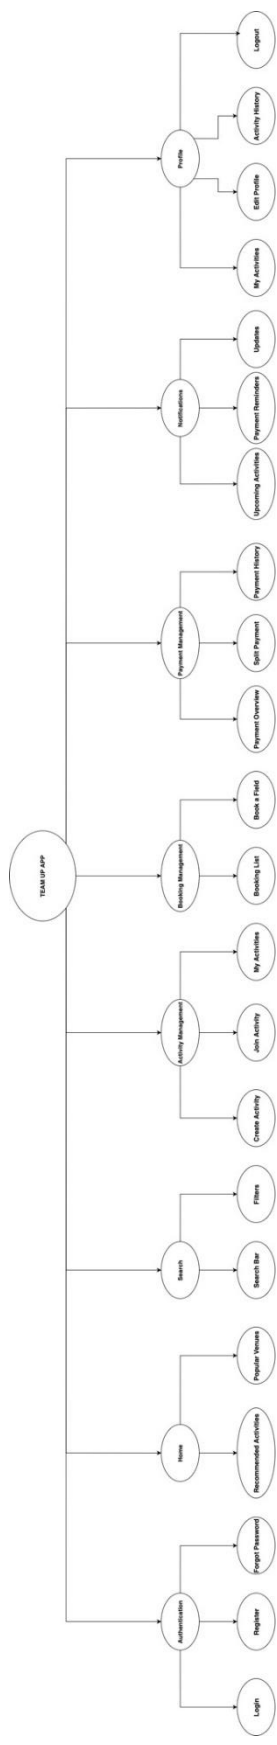 TEAM UP APP
Authentication
Home
Search
Activity Management
Booking Management
Payment Management
Notifications
Profile
Login
Register
Forgot Password
Recommended Activities
Popular Venues
Search Bar
Filters
Create Activity
Join Activity
My Activities
Booking List
Book a Field
Payment Overview
Split Payment
Payment History
Upcoming Activities
Payment Reminders
Updates
My Activities
Edit Profile
Activity History
Logout